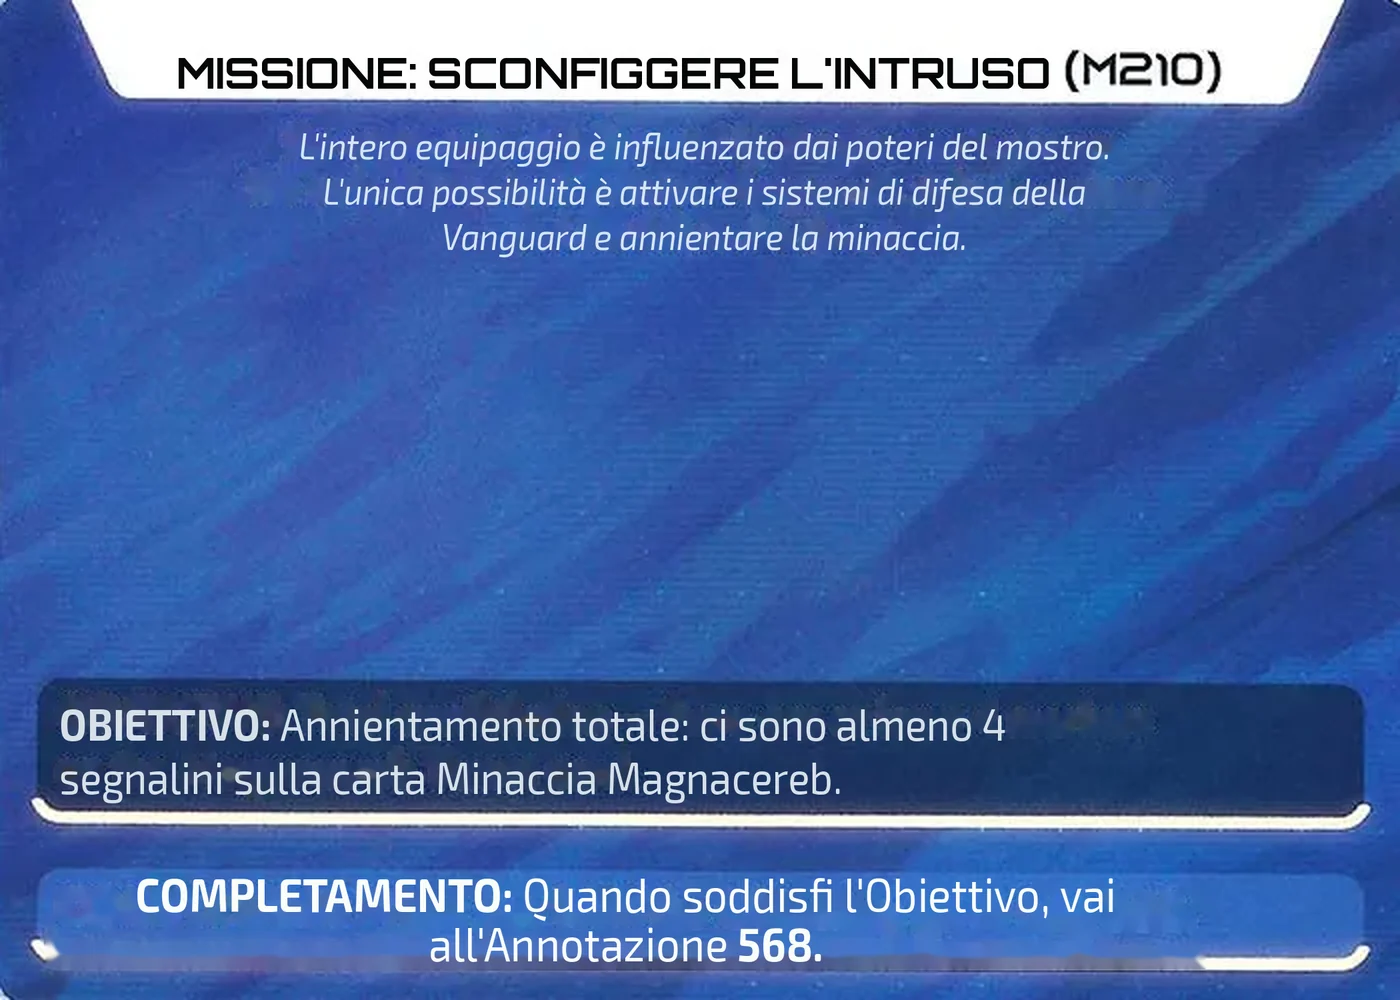 MISSIONE: SCONFIGGERE L'INTRUSO (M210)
L'intero equipaggio è influenzato dai poteri del mostro.
L'unica possibilità è attivare i sistemi di difesa della
Vanguard e annientare la minaccia.
OBIETTIVO: Annientamento totale: ci sono almeno 4
segnalini sulla carta Minaccia Magnacereb.
COMPLETAMENTO: Quando soddisfi l'Obiettivo, vai
all'Annotazione 568.